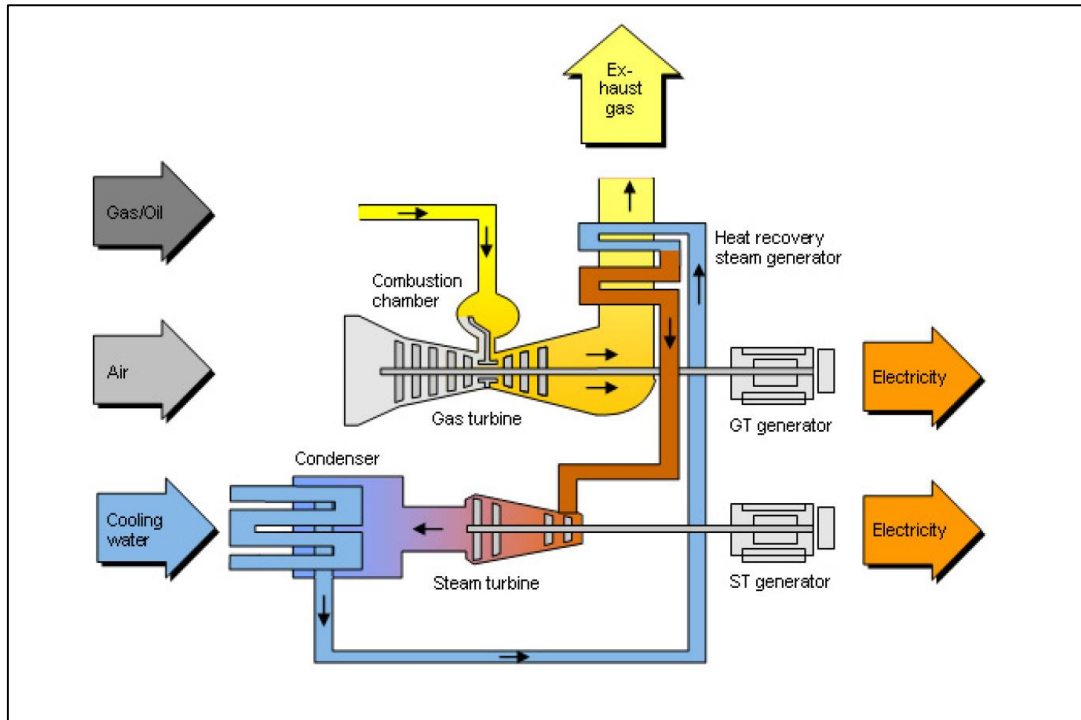 Ex-
haust
gas
Gas/Oil
Heat recovery
steam generator
Combustion
chamber
Air
Electricity
Gas turbine
GT generator
Condenser
Cooling
water
Electricity
Steam turbine
ST generator